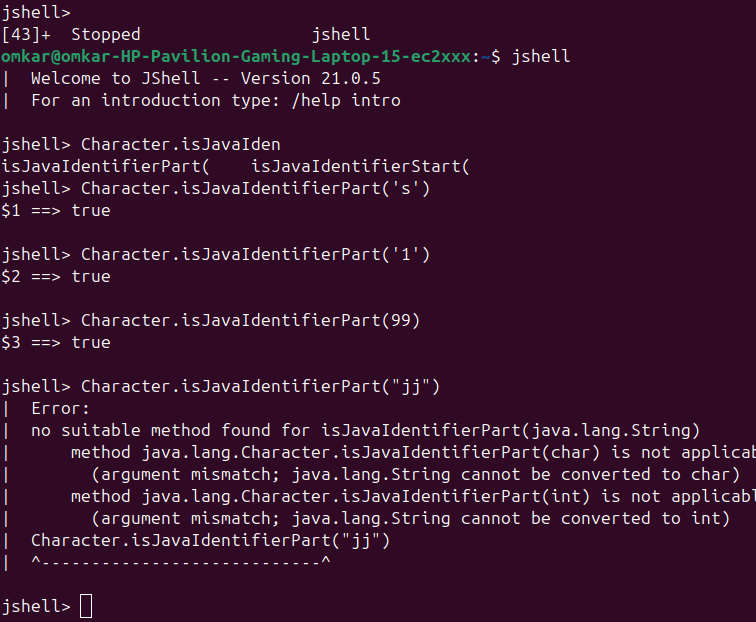 jshell>
[43]+  Stopped                 jshell
omkar@omkar-HP-Pavilion-Gaming-Laptop-15-ec2xxx:~$ jshell
|  Welcome to JShell -- Version 21.0.5
|  For an introduction type: /help intro

jshell> Character.isJavaIden
isJavaIdentifierPart(    isJavaIdentifierStart(
jshell> Character.isJavaIdentifierPart('s')
$1 ==> true

jshell> Character.isJavaIdentifierPart('1')
$2 ==> true

jshell> Character.isJavaIdentifierPart(99)
$3 ==> true

jshell> Character.isJavaIdentifierPart("jj")
|  Error:
|  no suitable method found for isJavaIdentifierPart(java.lang.String)
|      method java.lang.Character.isJavaIdentifierPart(char) is not applicab
|        (argument mismatch; java.lang.String cannot be converted to char)
|      method java.lang.Character.isJavaIdentifierPart(int) is not applicabl
|        (argument mismatch; java.lang.String cannot be converted to int)
|  Character.isJavaIdentifierPart("jj")
|  ^----------------------------^

jshell>